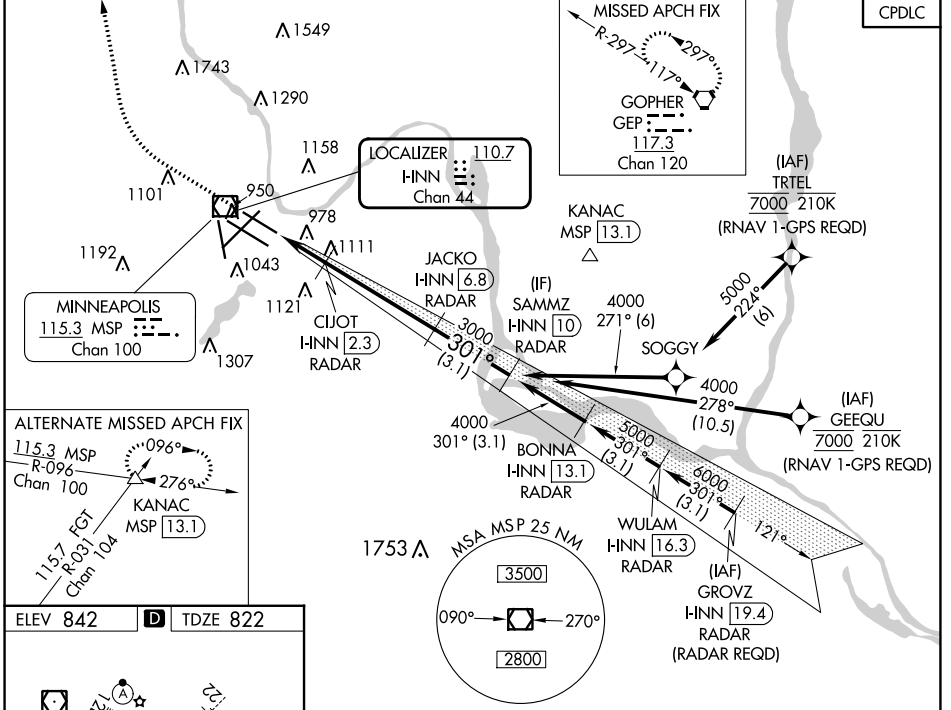 CPDLC
MISSED APCH FIX
R-297
117°
297°
GOPHER
GEP
117.3
Chan 120
1549
1743
1290
1158
1101
950
978
1111
1192
1043
1121
1307
LOCALIZER 110.7
I-INN
Chan 44
MINNEAPOLIS
115.3 MSP
Chan 100
KANAC
MSP 13.1
(IAF)
TRTEL
7000 210K
(RNAV 1-GPS REQD)
5000
224°
(6)
JACKO
I-INN 6.8
RADAR
(IF)
SAMMZ
I-INN 10
RADAR
4000
271° (6)
SOGGY
CIJOT
I-INN 2.3
RADAR
3000
301°
(3.1)
4000
278°
(10.5)
(IAF)
GEEQU
7000 210K
(RNAV 1-GPS REQD)
4000
301° (3.1)
BONNA
I-INN 13.1
RADAR
5000
301°
(3.1)
6000
301°
(3.1)
121°
WULAM
I-INN 16.3
RADAR
(IAF)
GROVZ
I-INN 19.4
RADAR
(RADAR REQD)
ALTERNATE MISSED APCH FIX
115.3 MSP
R-096
Chan 100
096°
276°
KANAC
MSP 13.1
115.7 FGT
R-031
Chan 104
1753
MSA MSP 25 NM
3500
090°
270°
2800
ELEV 842 D TDZE 822
A